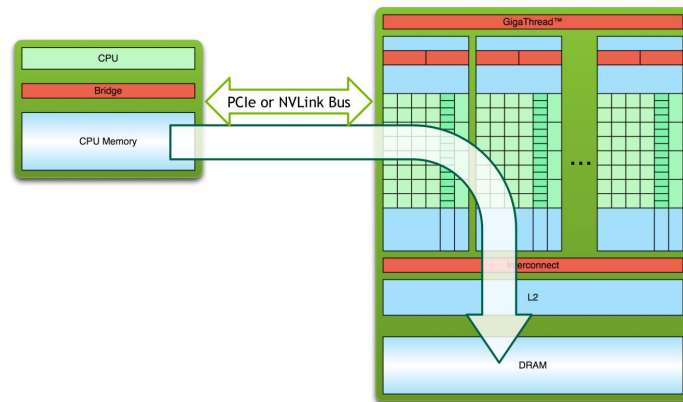 GigaThread™
CPU
Bridge
PCIe or NVLink Bus
CPU Memory
...
Interconnect
L2
DRAM